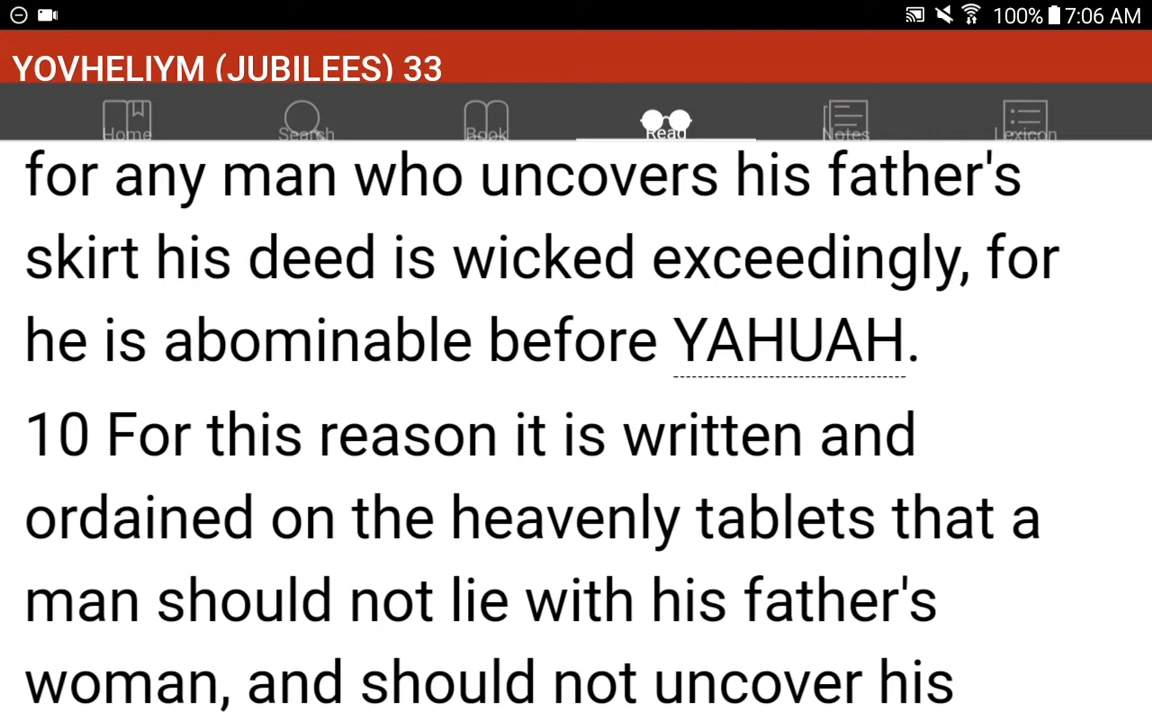 100% 7:06 AM
YOVHELIYM (JUBILEES) 33
Home Search Book Read Notes Lexicon
for any man who uncovers his father's
skirt his deed is wicked exceedingly, for
he is abominable before YAHUAH.
10 For this reason it is written and
ordained on the heavenly tablets that a
man should not lie with his father's
woman, and should not uncover his